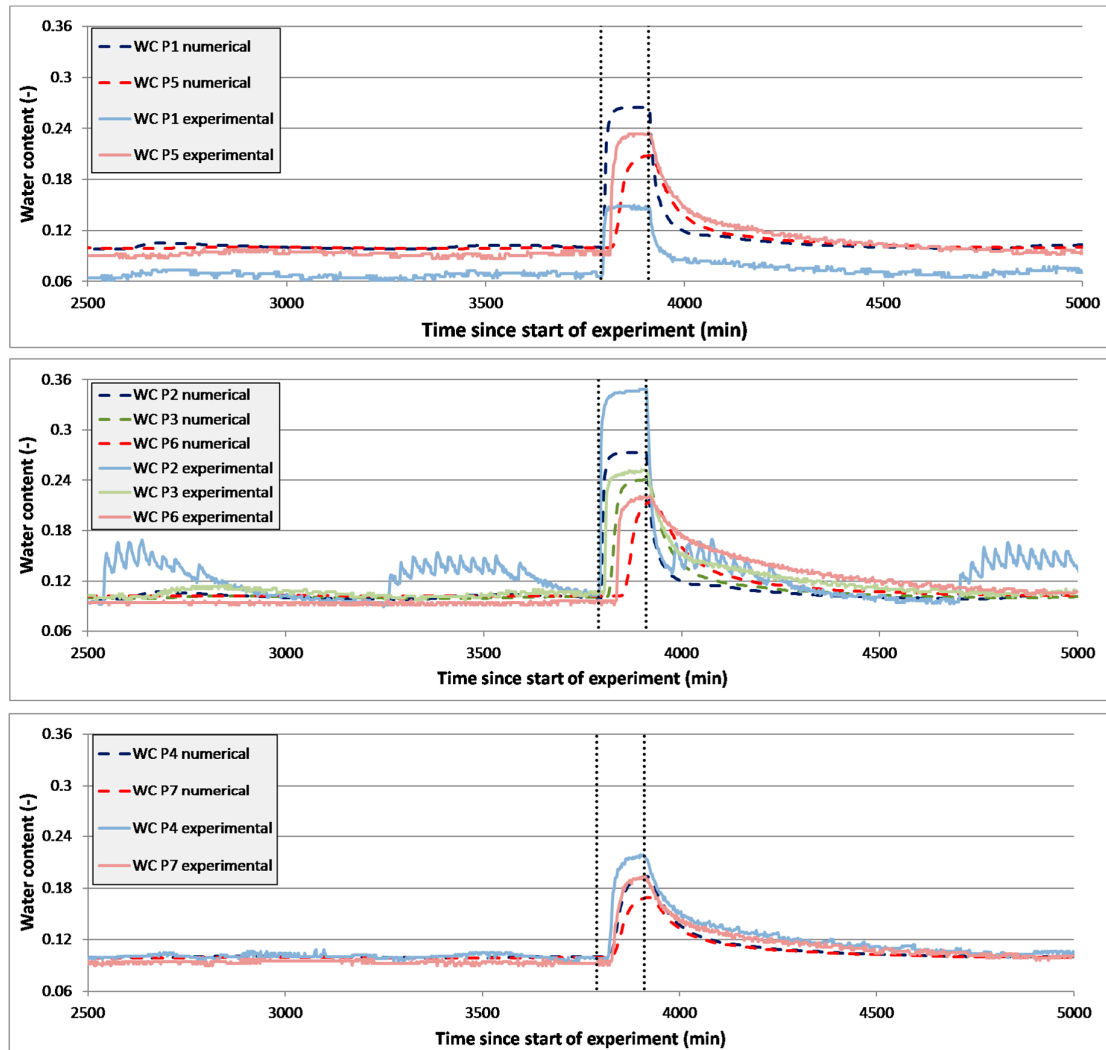 0.36
0.3
0.24
0.18
0.12
0.06
Water content (-)
WC P1 numerical
WC P5 numerical
WC P1 experimental
WC P5 experimental
2500 3000 3500 4000 4500 5000
Time since start of experiment (min)
0.36
0.3
0.24
0.18
0.12
0.06
Water content (-)
WC P2 numerical
WC P3 numerical
WC P6 numerical
WC P2 experimental
WC P3 experimental
WC P6 experimental
2500 3000 3500 4000 4500 5000
Time since start of experiment (min)
0.36
0.3
0.24
0.18
0.12
0.06
Water content (-)
WC P4 numerical
WC P7 numerical
WC P4 experimental
WC P7 experimental
2500 3000 3500 4000 4500 5000
Time since start of experiment (min)